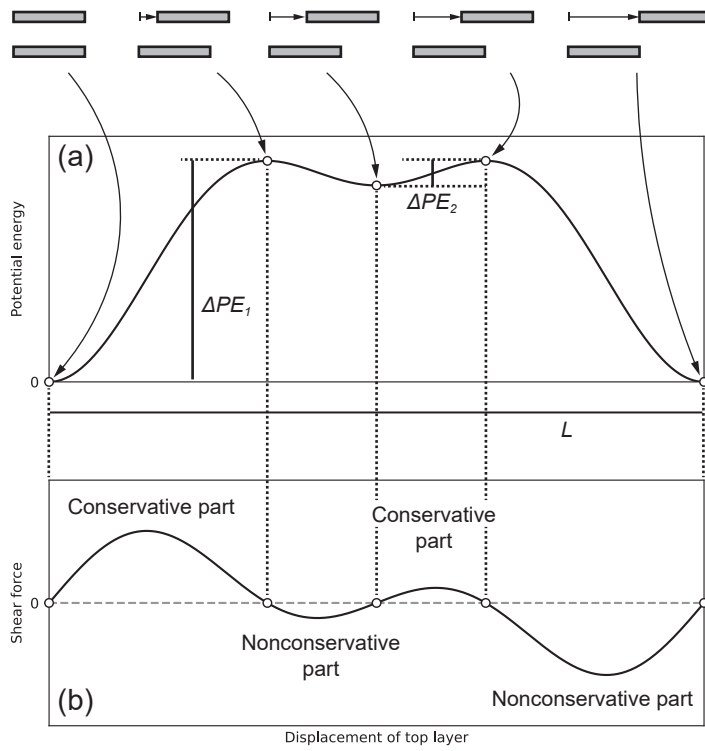 (a)
Potential energy
ΔPE₁
ΔPE₂
0
L
Conservative part
Conservative
part
Shear force
0
Nonconservative
part
Nonconservative part
(b)
Displacement of top layer